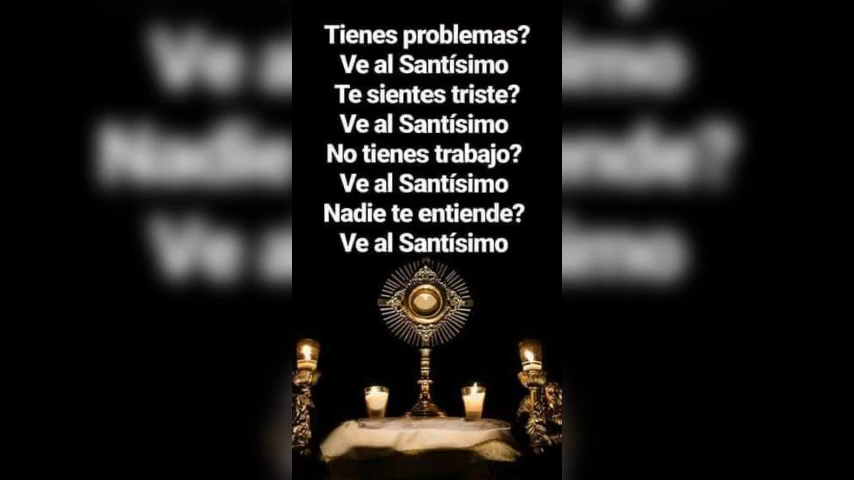 Tienes problemas?
Ve al Santísimo
Te sientes triste?
Ve al Santísimo
No tienes trabajo?
Ve al Santísimo
Nadie te entiende?
Ve al Santísimo